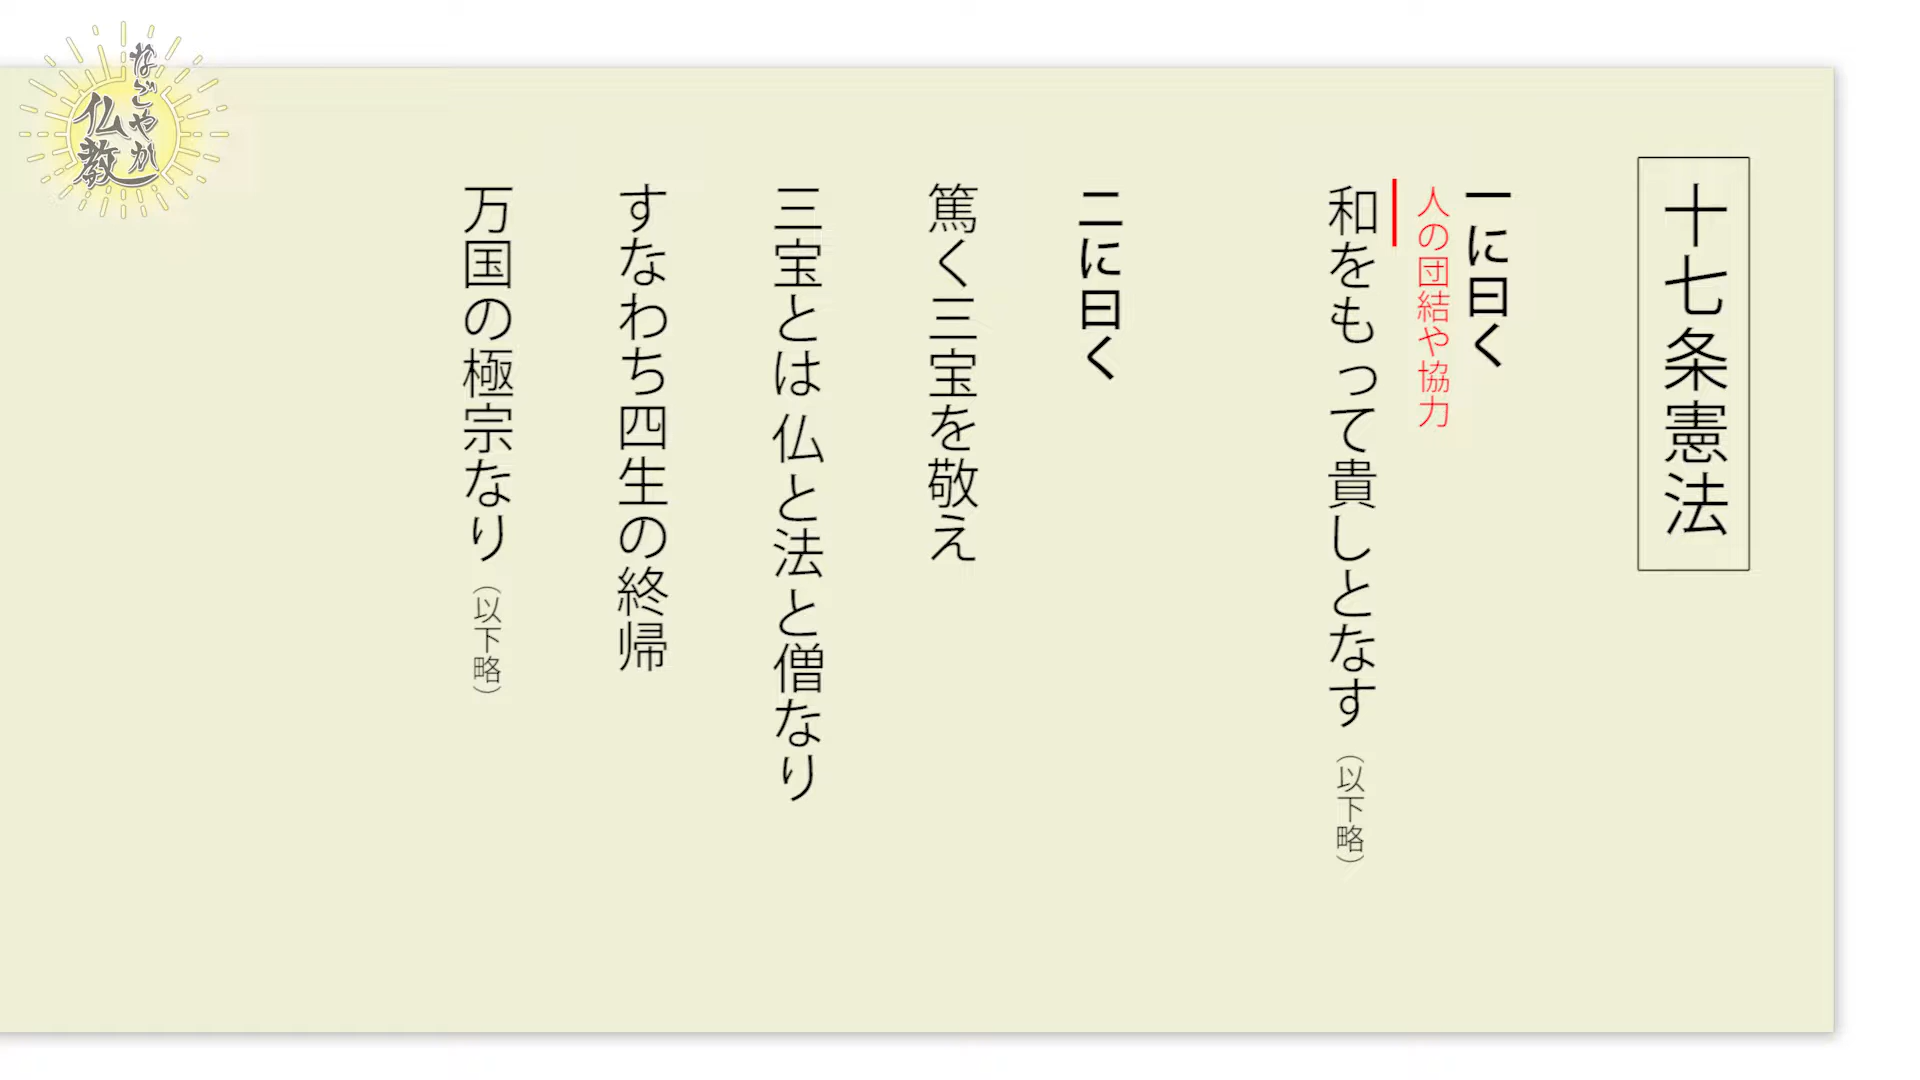 十七条憲法
一に曰く
人の団結や協力
和をもって貴しとなす（以下略）
二に曰く
篤く三宝を敬え
三宝とは 仏と法と僧なり
すなわち四生の終帰
万国の極宗なり（以下略）
なごやか
仏教